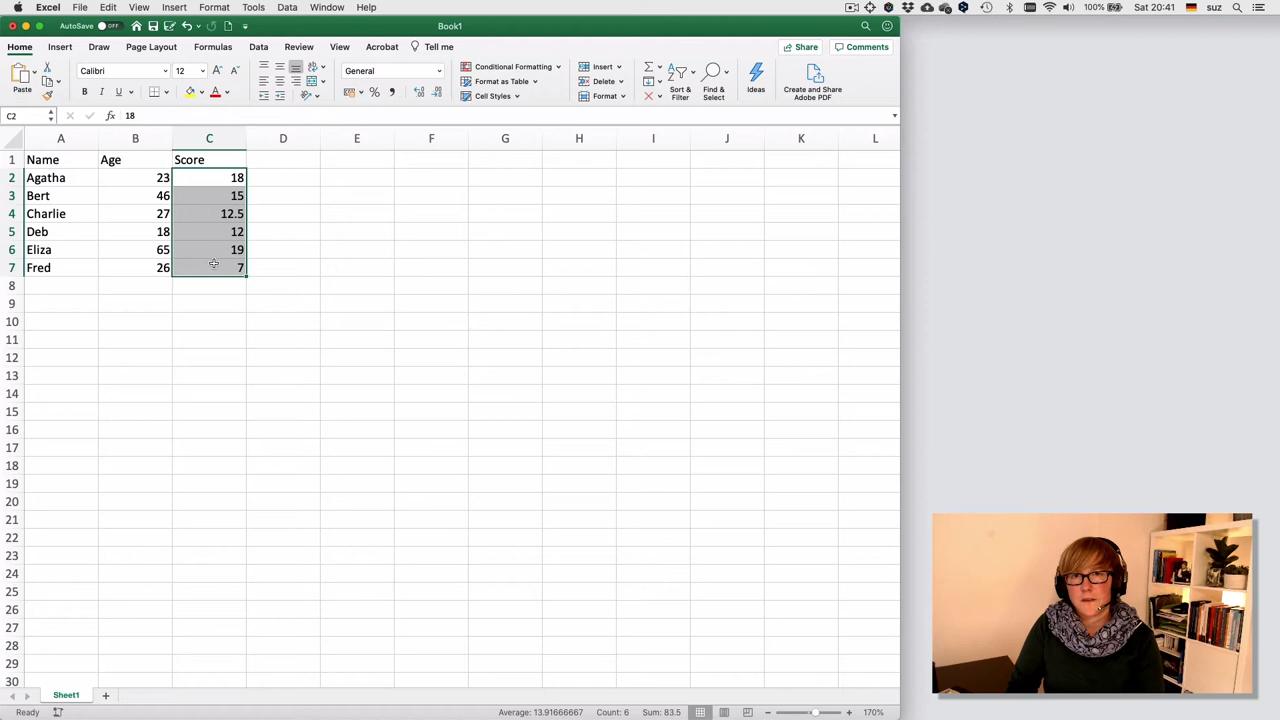 Excel File Edit View Insert Format Tools Data Window Help 100% Sat 20:41 suz
AutoSave OFF Book1
Home Insert Draw Page Layout Formulas Data Review View Acrobat Tell me Share Comments
Paste Calibri 12 A^ Aˇ B I U A General % Conditional Formatting Format as Table Cell Styles Insert Delete Format Sort & Filter Find & Select Ideas Create and Share Adobe PDF
C2 fx 18
A B C D E F G H I J K L
1 Name Age Score
2 Agatha 23 18
3 Bert 46 15
4 Charlie 27 12.5
5 Deb 18 12
6 Eliza 65 19
7 Fred 26 7
8
9
10
11
12
13
14
15
16
17
18
19
20
21
22
23
24
25
26
27
28
29
30
Sheet1 +
Ready Average: 13.91666667 Count: 6 Sum: 83.5 170%